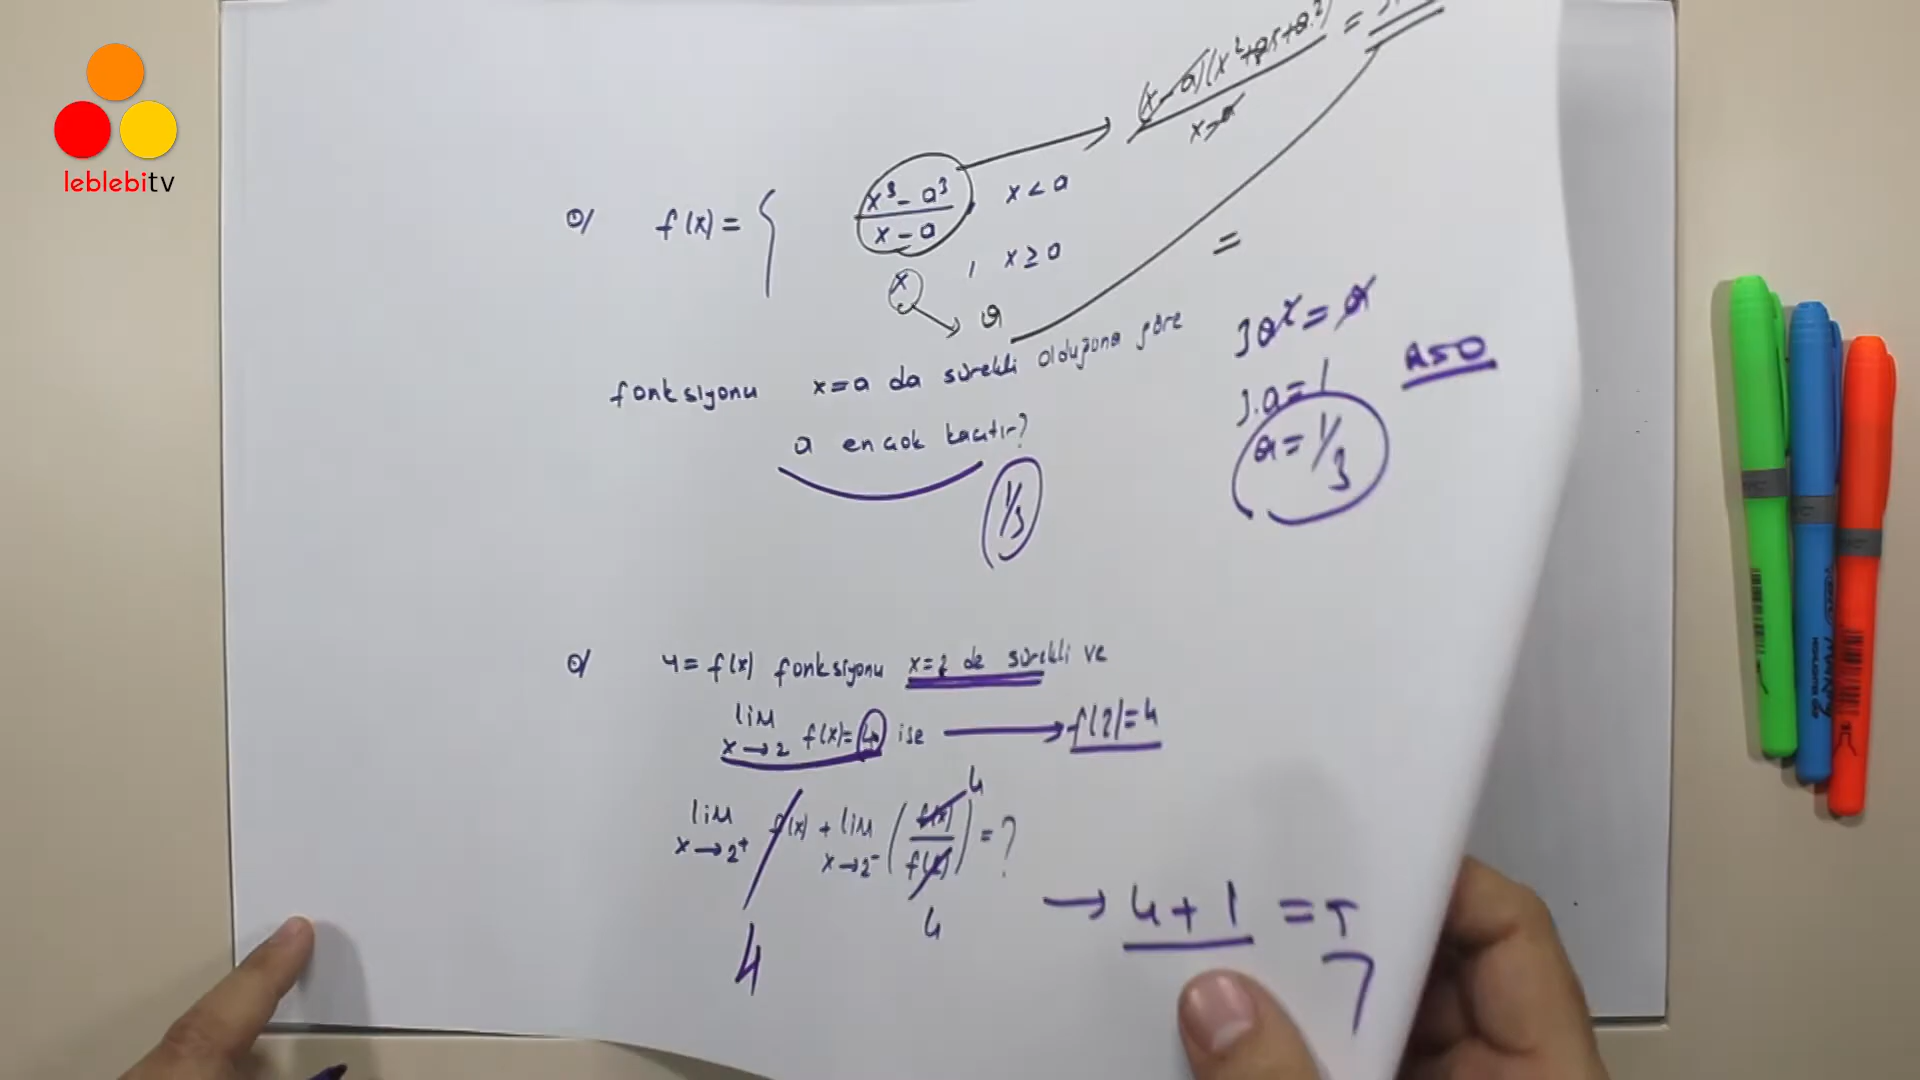 leblebitv
(x-a)(x²+ax+a²) =
x-a
O/ f(x) = {
x³-a³
x-a
, x < a
x , x ≥ a
a
=
fonksiyonu x=a da sürekli olduğuna göre
a en çok kaçtır?
1/3
3a² = a
3.a = 1
a = 1/3
a=0
O/ y = f(x) fonksiyonu x=2 de sürekli ve
lim x→2 f(x)=4 ise → f(2)=4
lim x→2⁺ f(x) + lim x→2⁻ (f(x)/f(2)) = ?
4
4
4
→ 4+1 = 5